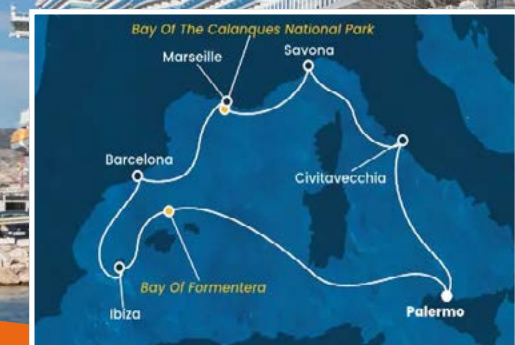 Bay Of The Calanques National Park
Marseille
Savona
Barcelona
Civitavecchia
Bay Of Formentera
Ibiza
Palermo